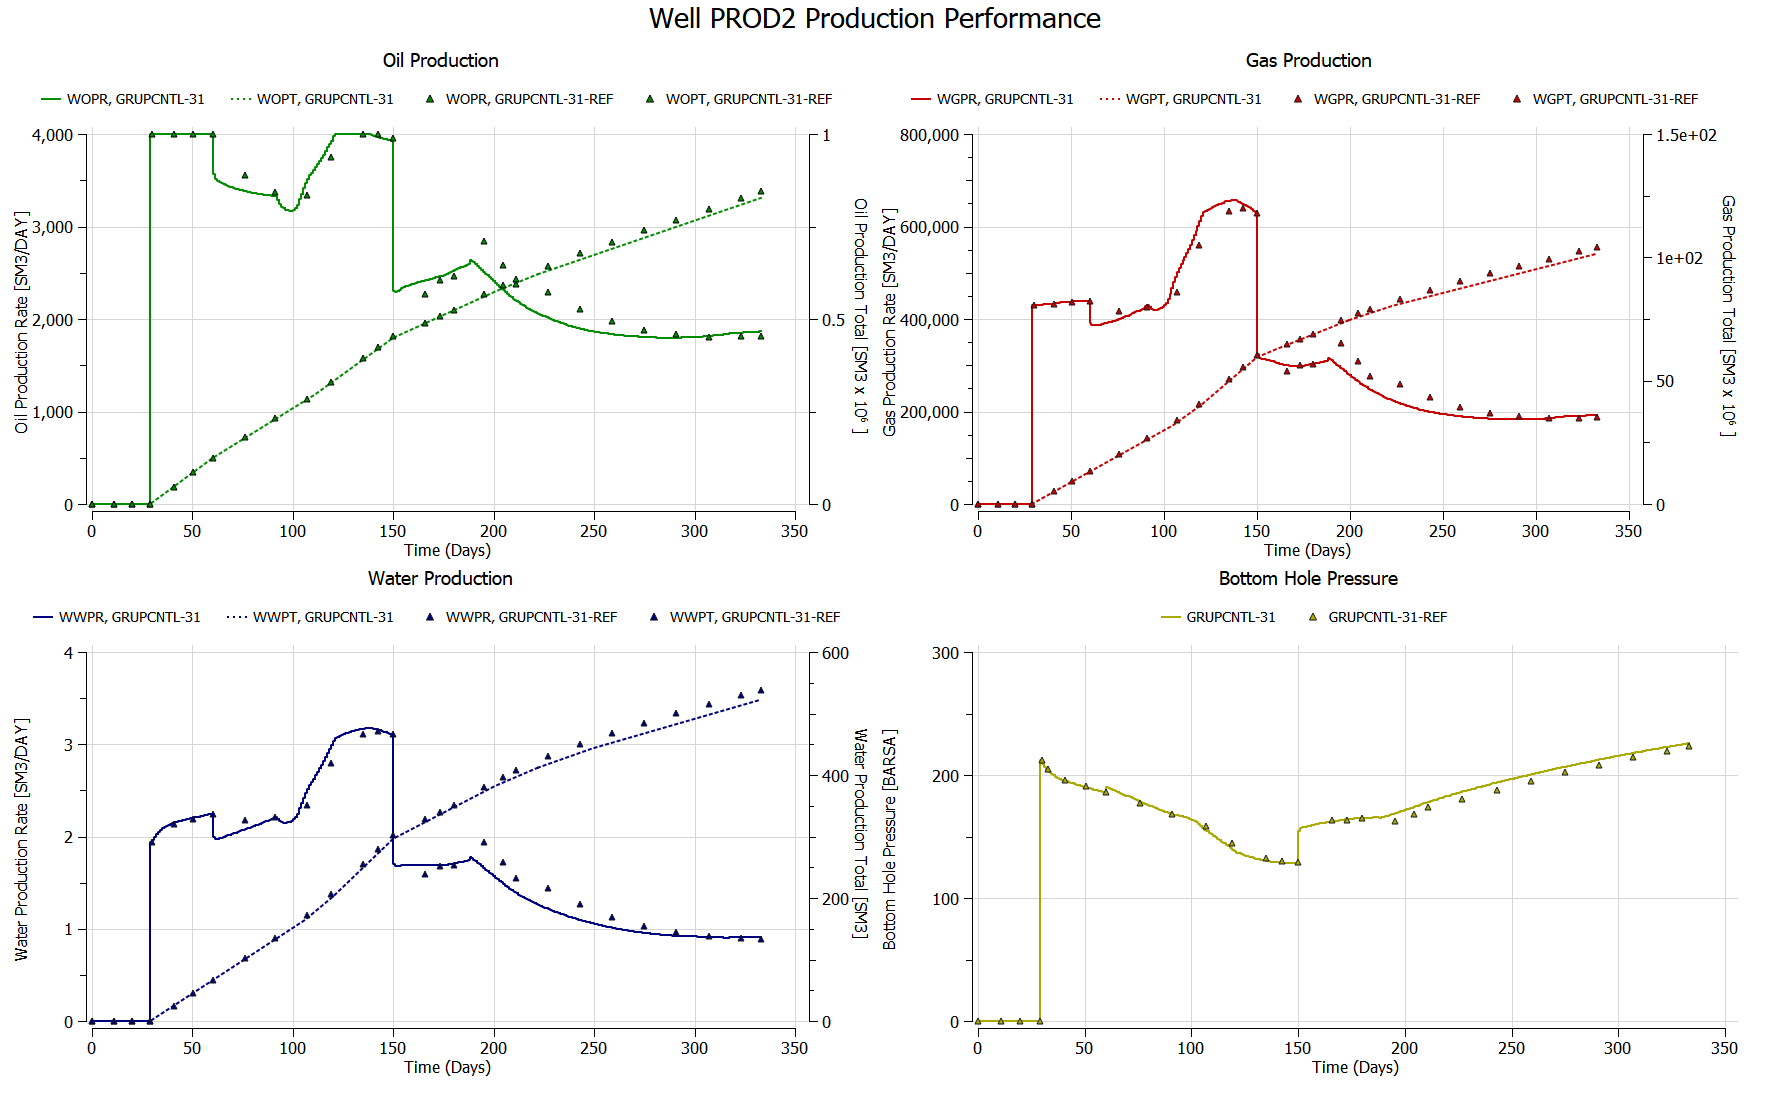 Well PROD2 Production Performance
Oil Production
WOPR, GRUPCNTL-31 WOPT, GRUPCNTL-31 WOPR, GRUPCNTL-31-REF WOPT, GRUPCNTL-31-REF
Oil Production Rate [SM3/DAY]
4,000
3,000
2,000
1,000
0
1
0.5
0
Oil Production Total [SM3 x 10⁶ ]
0 50 100 150 200 250 300 350
Time (Days)
Gas Production
WGPR, GRUPCNTL-31 WGPT, GRUPCNTL-31 WGPR, GRUPCNTL-31-REF WGPT, GRUPCNTL-31-REF
Gas Production Rate [SM3/DAY]
800,000
600,000
400,000
200,000
0
1.5e+02
1e+02
50
0
Gas Production Total [SM3 x 10⁶ ]
0 50 100 150 200 250 300 350
Time (Days)
Water Production
WWPR, GRUPCNTL-31 WWPT, GRUPCNTL-31 WWPR, GRUPCNTL-31-REF WWPT, GRUPCNTL-31-REF
Water Production Rate [SM3/DAY]
4
3
2
1
0
600
400
200
0
Water Production Total [SM3]
0 50 100 150 200 250 300 350
Time (Days)
Bottom Hole Pressure
GRUPCNTL-31 GRUPCNTL-31-REF
Bottom Hole Pressure [BARSA]
300
200
100
0
0 50 100 150 200 250 300 350
Time (Days)